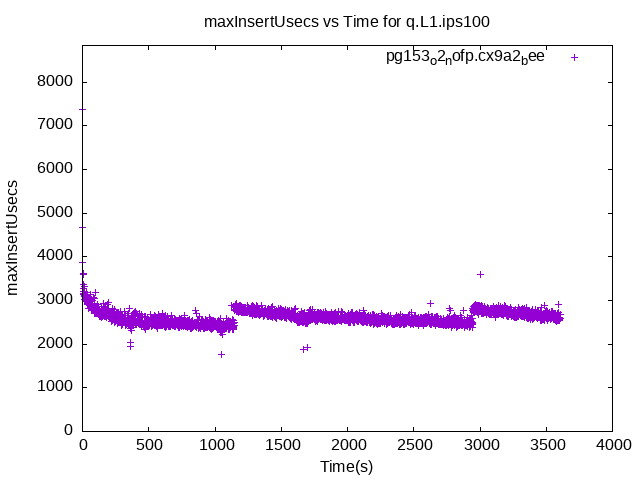 maxInsertUsecs vs Time for q.L1.ips100
pg153o2nofp.cx9a2bee
8000
7000
6000
5000
4000
3000
2000
1000
0
maxInsertUsecs
0 500 1000 1500 2000 2500 3000 3500 4000
Time(s)